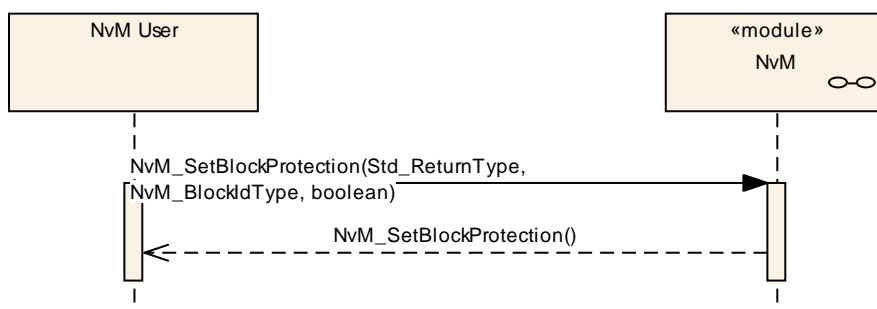 NvM User
«module»
NvM
NvM_SetBlockProtection(Std_ReturnType,
NvM_BlockIdType, boolean)
NvM_SetBlockProtection()